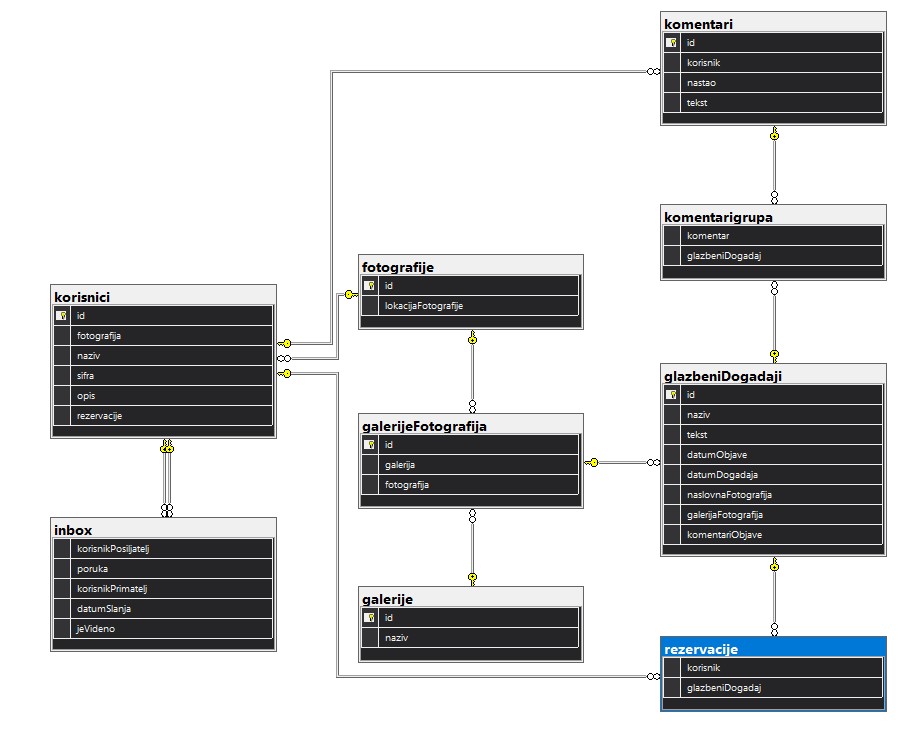 komentari
id
korisnik
nastao
tekst
komentarigrupa
komentar
glazbeniDogadaj
fotografije
id
lokacijaFotografije
korisnici
id
fotografija
naziv
sifra
opis
rezervacije
glazbeniDogadaji
id
naziv
tekst
datumObjave
datumDogadaja
naslovnaFotografija
galerijaFotografija
komentariObjave
galerijeFotografija
id
galerija
fotografija
inbox
korisnikPosiljatelj
poruka
korisnikPrimatelj
datumSlanja
jeVideno
galerije
id
naziv
rezervacije
korisnik
glazbeniDogadaj